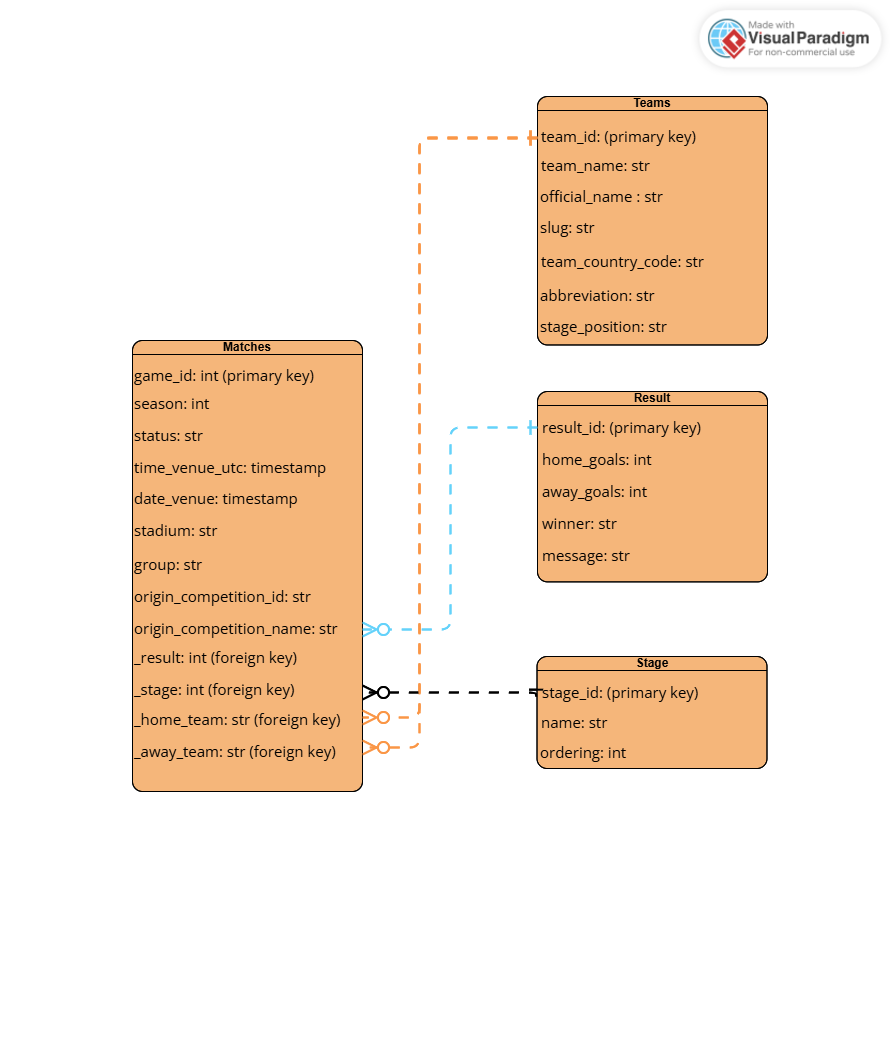 Made with
VisualParadigm
For non-commercial use
Teams
team_id: (primary key)
team_name: str
official_name : str
slug: str
team_country_code: str
abbreviation: str
stage_position: str
Matches
game_id: int (primary key)
season: int
status: str
time_venue_utc: timestamp
date_venue: timestamp
stadium: str
group: str
origin_competition_id: str
origin_competition_name: str
_result: int (foreign key)
_stage: int (foreign key)
_home_team: str (foreign key)
_away_team: str (foreign key)
Result
result_id: (primary key)
home_goals: int
away_goals: int
winner: str
message: str
Stage
stage_id: (primary key)
name: str
ordering: int